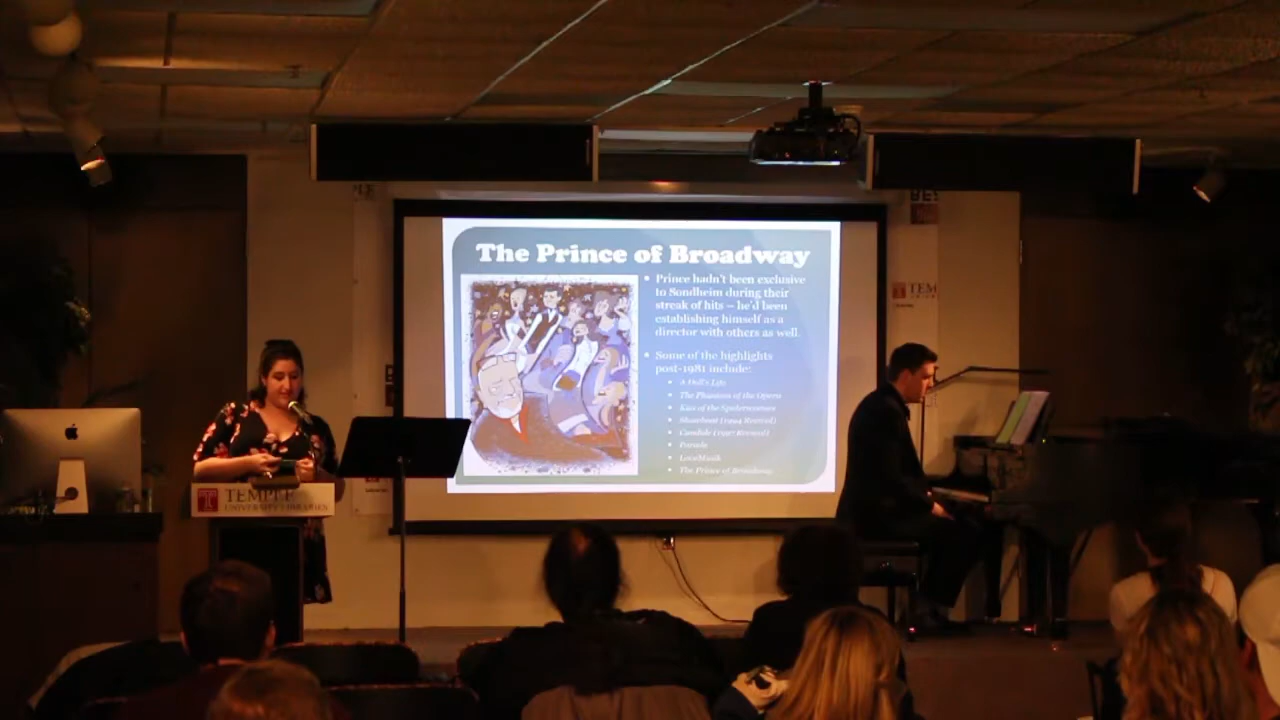 BES
The Prince of Broadway
• Prince hadn't been exclusive
to Sondheim during their
streak of hits – he'd been
establishing himself as a
director with others as well.
• Some of the highlights
post-1981 include:
• A Doll's Life
• The Phantom of the Opera
• Kiss of the Spiderwoman
• Showboat (1994 Revival)
• Candide (1997 Revival)
• Parade
• LoveMusik
• The Prince of Broadway
TEM
TEMPLE
UNIVERSITY LIBRARIES